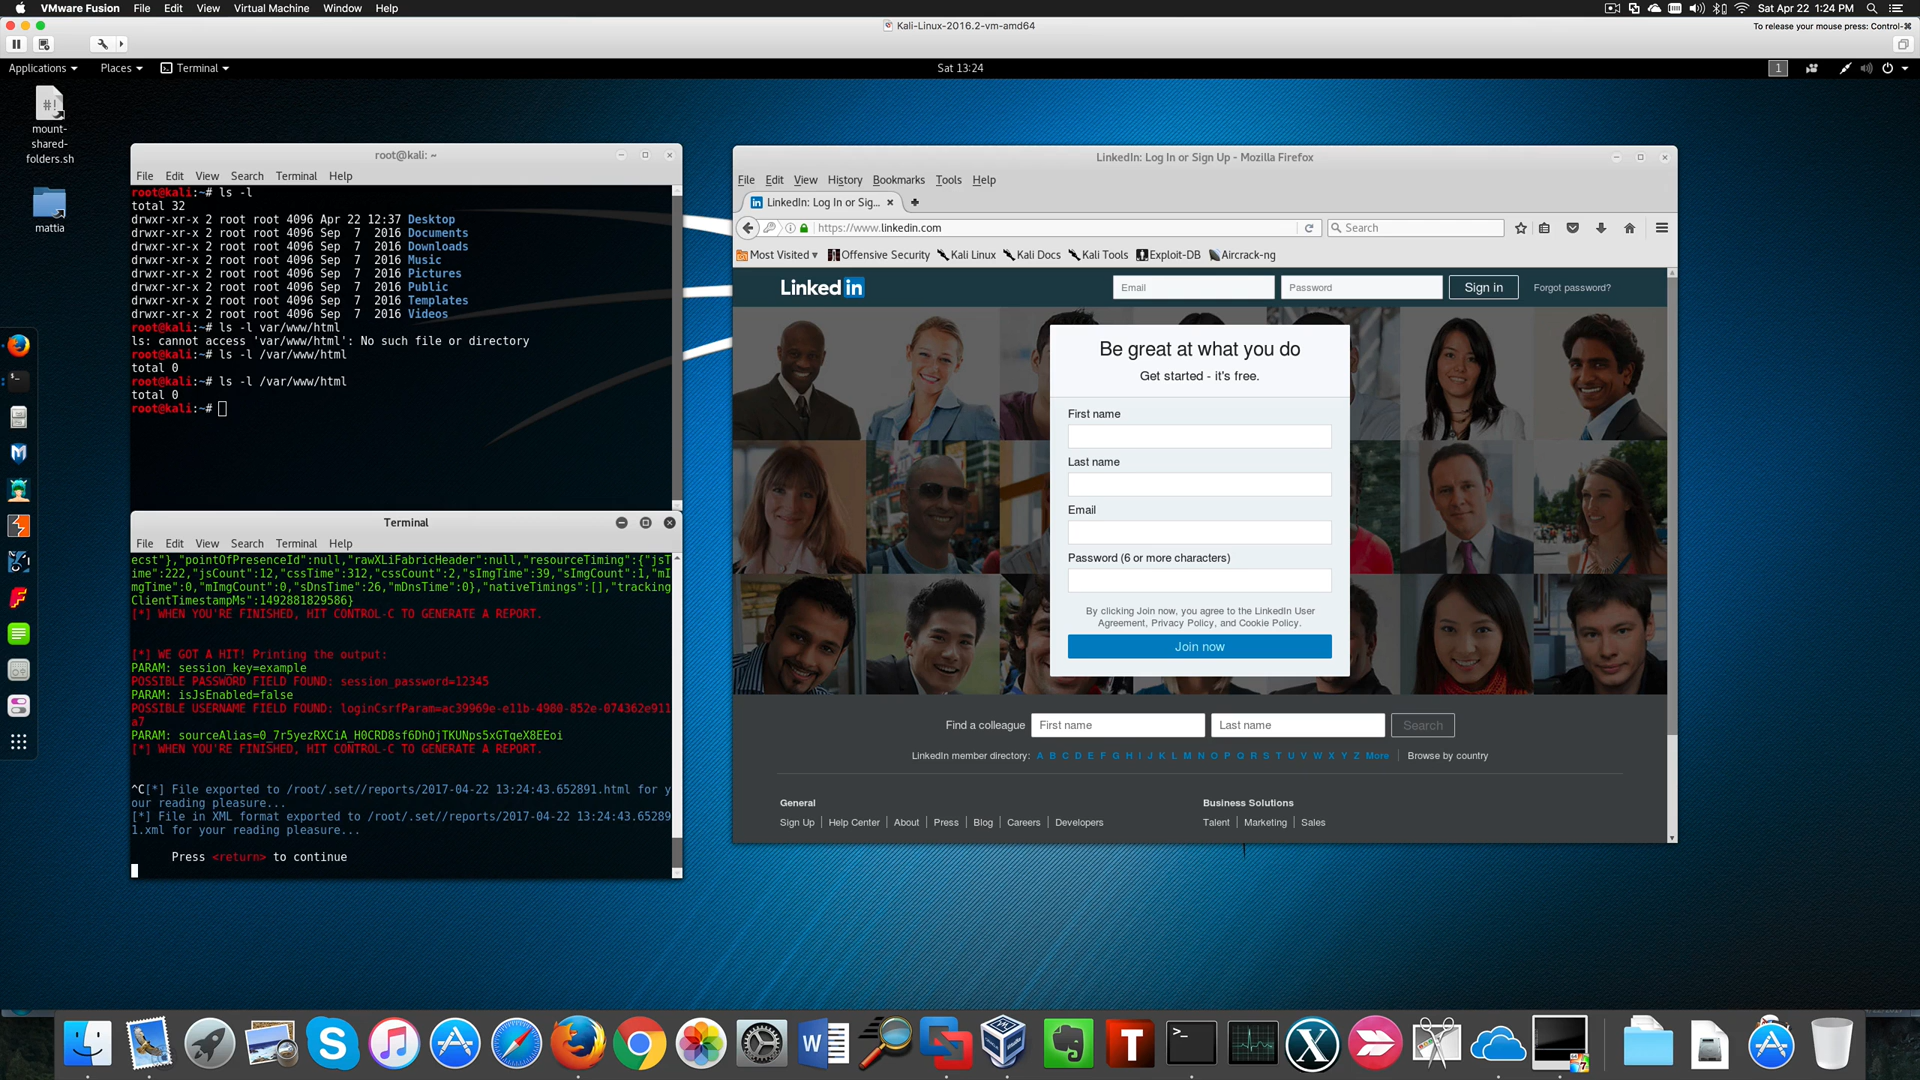 VMware Fusion File Edit View Virtual Machine Window Help
Sat Apr 22 1:24 PM
Kali-Linux-2016.2-vm-amd64
To release your mouse press: Control-⌘
Applications Places Terminal
Sat 13:24
1
mount-
shared-
folders.sh
mattia
root@kali: ~
File Edit View Search Terminal Help
root@kali:~# ls -l
total 32
drwxr-xr-x 2 root root 4096 Apr 22 12:37 Desktop
drwxr-xr-x 2 root root 4096 Sep 7 2016 Documents
drwxr-xr-x 2 root root 4096 Sep 7 2016 Downloads
drwxr-xr-x 2 root root 4096 Sep 7 2016 Music
drwxr-xr-x 2 root root 4096 Sep 7 2016 Pictures
drwxr-xr-x 2 root root 4096 Sep 7 2016 Public
drwxr-xr-x 2 root root 4096 Sep 7 2016 Templates
drwxr-xr-x 2 root root 4096 Sep 7 2016 Videos
root@kali:~# ls -l var/www/html
ls: cannot access 'var/www/html': No such file or directory
root@kali:~# ls -l /var/www/html
total 0
root@kali:~# ls -l /var/www/html
total 0
root@kali:~#
Terminal
File Edit View Search Terminal Help
ecst"},"pointOfPresenceId":null,"rawXLiFabricHeader":null,"resourceTiming":{"jsT
ime":222,"jsCount":12,"cssTime":312,"cssCount":2,"sImgTime":39,"sImgCount":1,"mI
mgTime":0,"mImgCount":0,"sDnsTime":26,"mDnsTime":0},"nativeTimings":[],"tracking
ClientTimestampMs":1492881829586}
[*] WHEN YOU'RE FINISHED, HIT CONTROL-C TO GENERATE A REPORT.
[*] WE GOT A HIT! Printing the output:
PARAM: session_key=example
POSSIBLE PASSWORD FIELD FOUND: session_password=12345
PARAM: isJsEnabled=false
POSSIBLE USERNAME FIELD FOUND: loginCsrfParam=ac39969e-e11b-4980-852e-074362e911
a7
PARAM: sourceAlias=0_7r5yezRXCiA_H0CRD8sf6DhOjTKUNps5xGTqeX8EEoi
[*] WHEN YOU'RE FINISHED, HIT CONTROL-C TO GENERATE A REPORT.
^C[*] File exported to /root/.set//reports/2017-04-22 13:24:43.652891.html for y
our reading pleasure...
[*] File in XML format exported to /root/.set//reports/2017-04-22 13:24:43.65289
1.xml for your reading pleasure...
Press <return> to continue
LinkedIn: Log In or Sign Up - Mozilla Firefox
File Edit View History Bookmarks Tools Help
LinkedIn: Log In or Sig...
https://www.linkedin.com
Search
Most Visited Offensive Security Kali Linux Kali Docs Kali Tools Exploit-DB Aircrack-ng
Linked in
Email Password Sign in Forgot password?
Be great at what you do
Get started - it's free.
First name
Last name
Email
Password (6 or more characters)
By clicking Join now, you agree to the LinkedIn User
Agreement, Privacy Policy, and Cookie Policy.
Join now
Find a colleague First name Last name Search
LinkedIn member directory: A B C D E F G H I J K L M N O P Q R S T U V W X Y Z More Browse by country
General
Sign Up Help Center About Press Blog Careers Developers
Business Solutions
Talent Marketing Sales